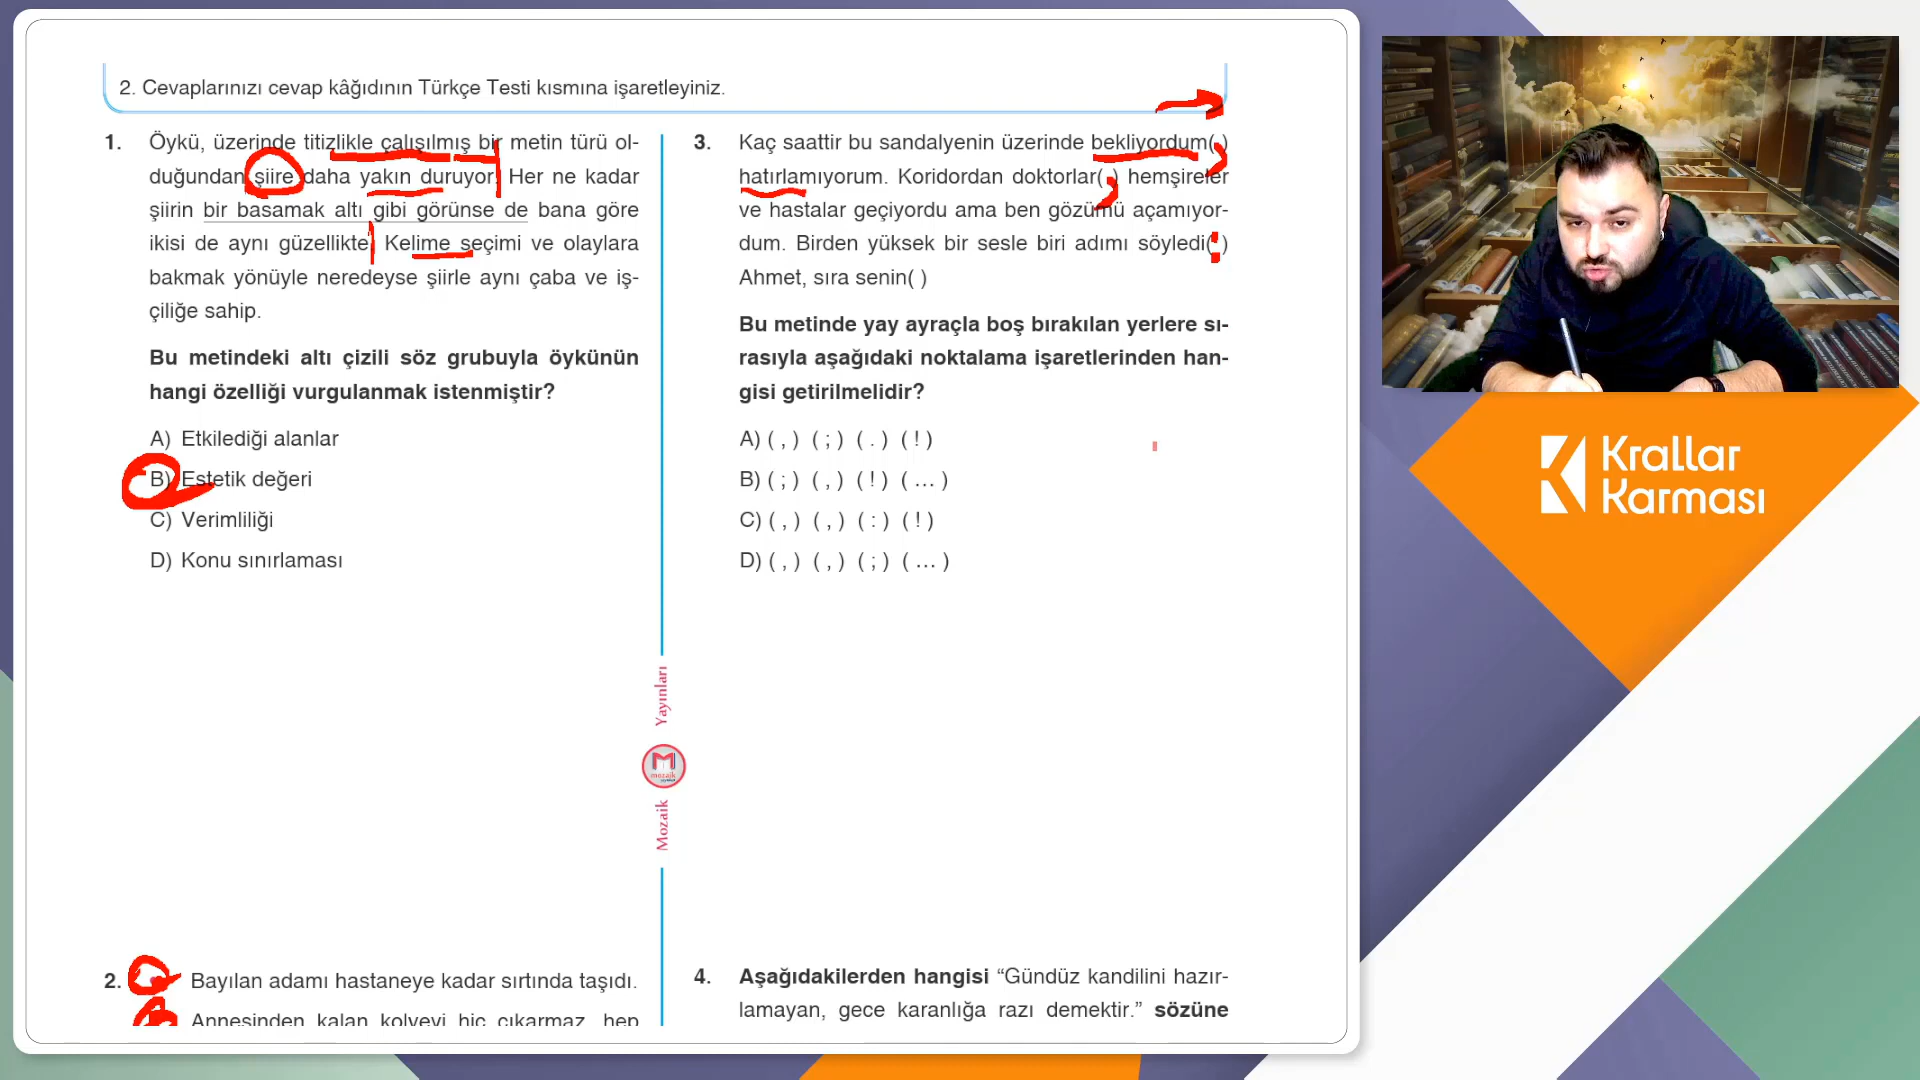 2. Cevaplarınızı cevap kâğıdının Türkçe Testi kısmına işaretleyiniz.
1. Öykü, üzerinde titizlikle çalışılmış bir metin türü ol-
duğundan şiire daha yakın duruyor. Her ne kadar
şiirin bir basamak altı gibi görünse de bana göre
ikisi de aynı güzellikte. Kelime seçimi ve olaylara
bakmak yönüyle neredeyse şiirle aynı çaba ve iş-
çiliğe sahip.
Bu metindeki altı çizili söz grubuyla öykünün
hangi özelliği vurgulanmak istenmiştir?
A) Etkilediği alanlar
B) Estetik değeri
C) Verimliliği
D) Konu sınırlaması
2. Bayılan adamı hastaneye kadar sırtında taşıdı.
Annesinden kalan kolyeyi hiç çıkarmaz, hep
Mozaik Yayınları
M
mozaik
3. Kaç saattir bu sandalyenin üzerinde bekliyordum(,)
hatırlamıyorum. Koridordan doktorlar(,) hemşireler
ve hastalar geçiyordu ama ben gözümü açamıyor-
dum. Birden yüksek bir sesle biri adımı söyledi(:)
Ahmet, sıra senin( )
Bu metinde yay ayraçla boş bırakılan yerlere sı-
rasıyla aşağıdaki noktalama işaretlerinden han-
gisi getirilmelidir?
A) ( , ) ( ; ) ( . ) ( ! )
B) ( ; ) ( , ) ( ! ) ( ... )
C) ( , ) ( , ) ( : ) ( ! )
D) ( , ) ( , ) ( ; ) ( ... )
4. Aşağıdakilerden hangisi “Gündüz kandilini hazır-
lamayan, gece karanlığa razı demektir.” sözüne
Krallar
Karması